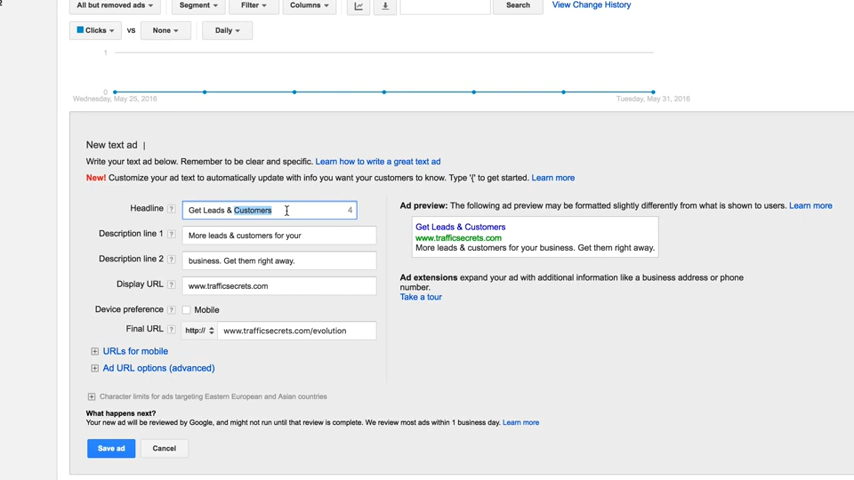 All but removed ads
Segment
Filter
Columns
Search
View Change History
Clicks
vs
None
Daily
1
0
Wednesday, May 25, 2016
Tuesday, May 31, 2016
New text ad
Write your text ad below. Remember to be clear and specific. Learn how to write a great text ad
New! Customize your ad text to automatically update with info you want your customers to know. Type '{' to get started. Learn more
Headline ? Get Leads & Customers 4
Description line 1 ? More leads & customers for your
Description line 2 ? business. Get them right away.
Display URL ? www.trafficsecrets.com
Device preference ? Mobile
Final URL ? http:// www.trafficsecrets.com/evolution
URLs for mobile
Ad URL options (advanced)
Ad preview: The following ad preview may be formatted slightly differently from what is shown to users. Learn more
Get Leads & Customers
www.trafficsecrets.com
More leads & customers for your business. Get them right away.
Ad extensions expand your ad with additional information like a business address or phone
number.
Take a tour
Character limits for ads targeting Eastern European and Asian countries
What happens next?
Your new ad will be reviewed by Google, and might not run until that review is complete. We review most ads within 1 business day. Learn more
Save ad
Cancel